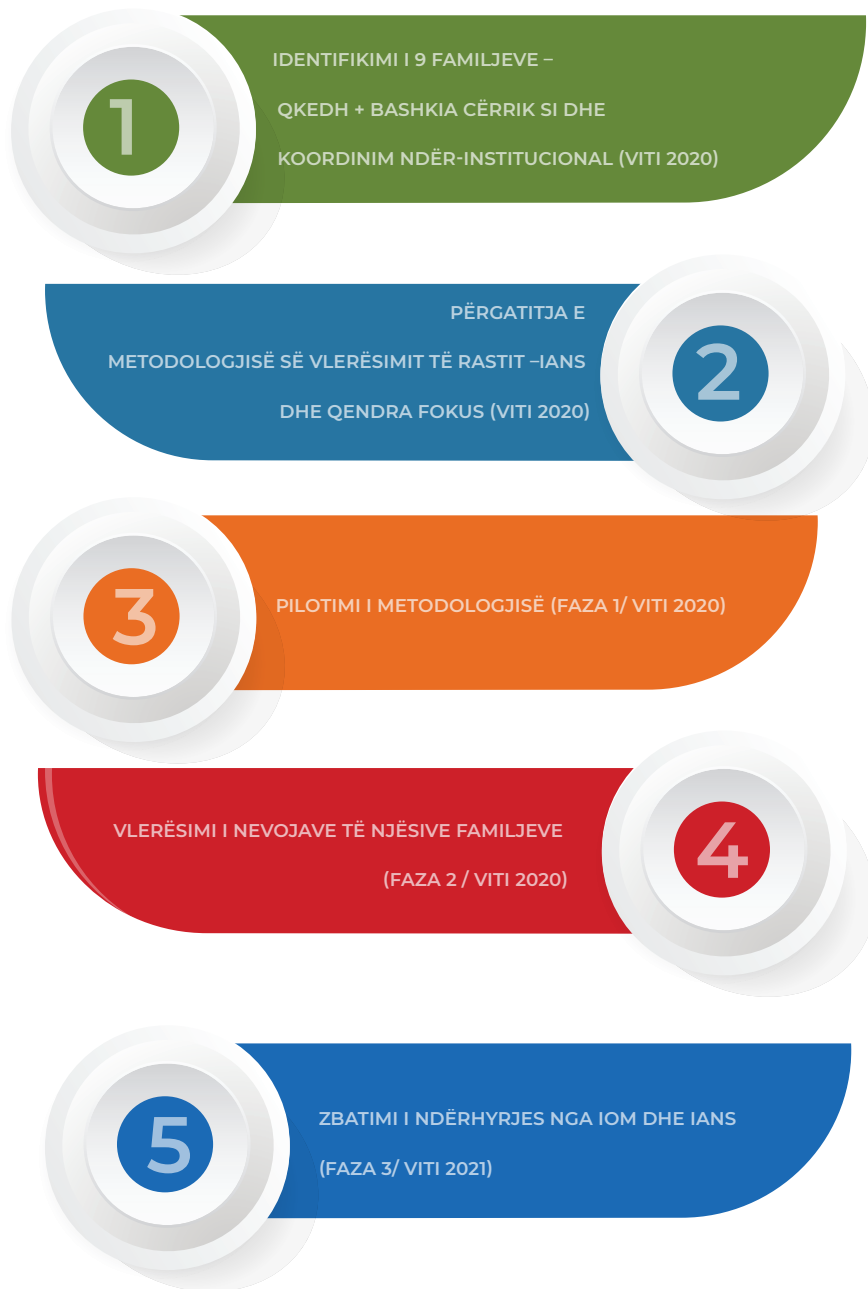 1
IDENTIFIKIMI I 9 FAMILJEVE –
QKEDH + BASHKIA CËRRIK SI DHE
KOORDINIM NDËR-INSTITUCIONAL (VITI 2020)
2
PËRGATITJA E
METODOLOGJISË SË VLERËSIMIT TË RASTIT –IANS
DHE QENDRA FOKUS (VITI 2020)
3
PILOTIMI I METODOLOGJISË (FAZA 1/ VITI 2020)
4
VLERËSIMI I NEVOJAVE TË NJËSIVE FAMILJEVE
(FAZA 2 / VITI 2020)
5
ZBATIMI I NDËRHYRJES NGA IOM DHE IANS
(FAZA 3/ VITI 2021)